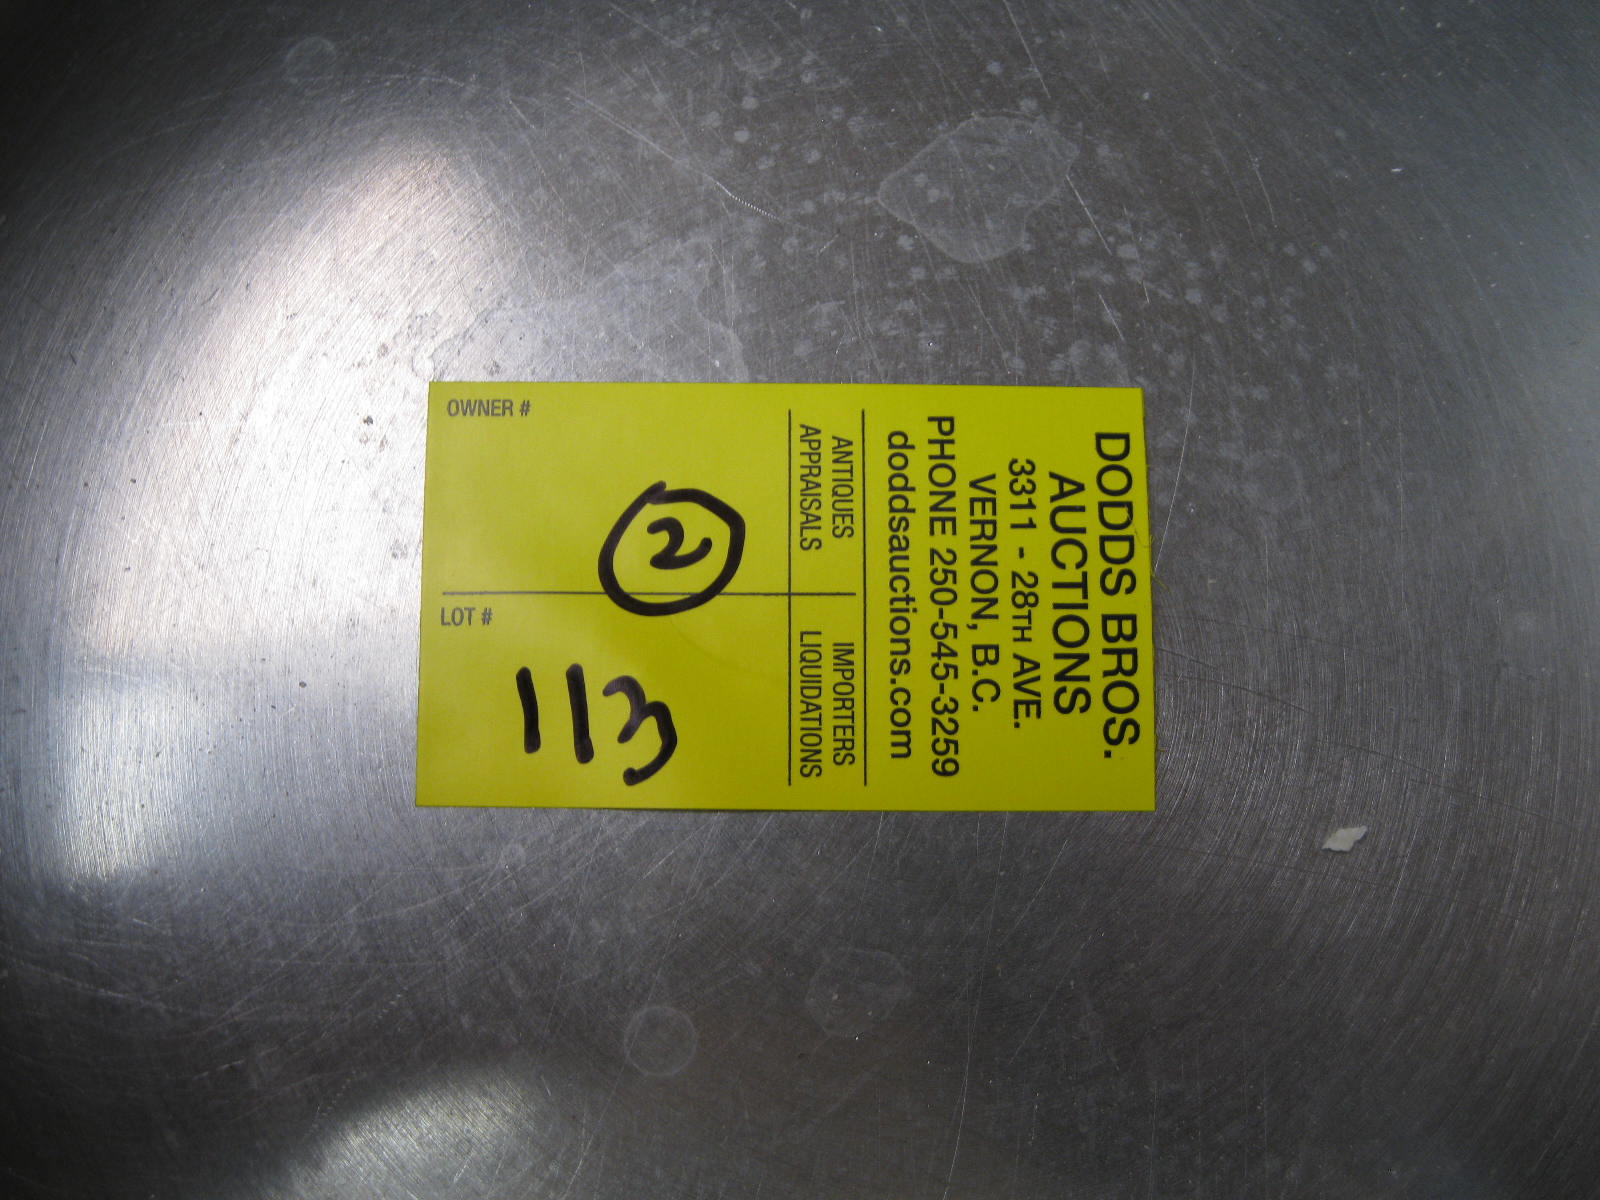 DODDS BROS.
AUCTIONS
3311 - 28TH AVE.
VERNON, B.C.
PHONE 250-545-3259
doddsauctions.com
ANTIQUES IMPORTERS
APPRAISALS LIQUIDATIONS
OWNER #
2
LOT #
113